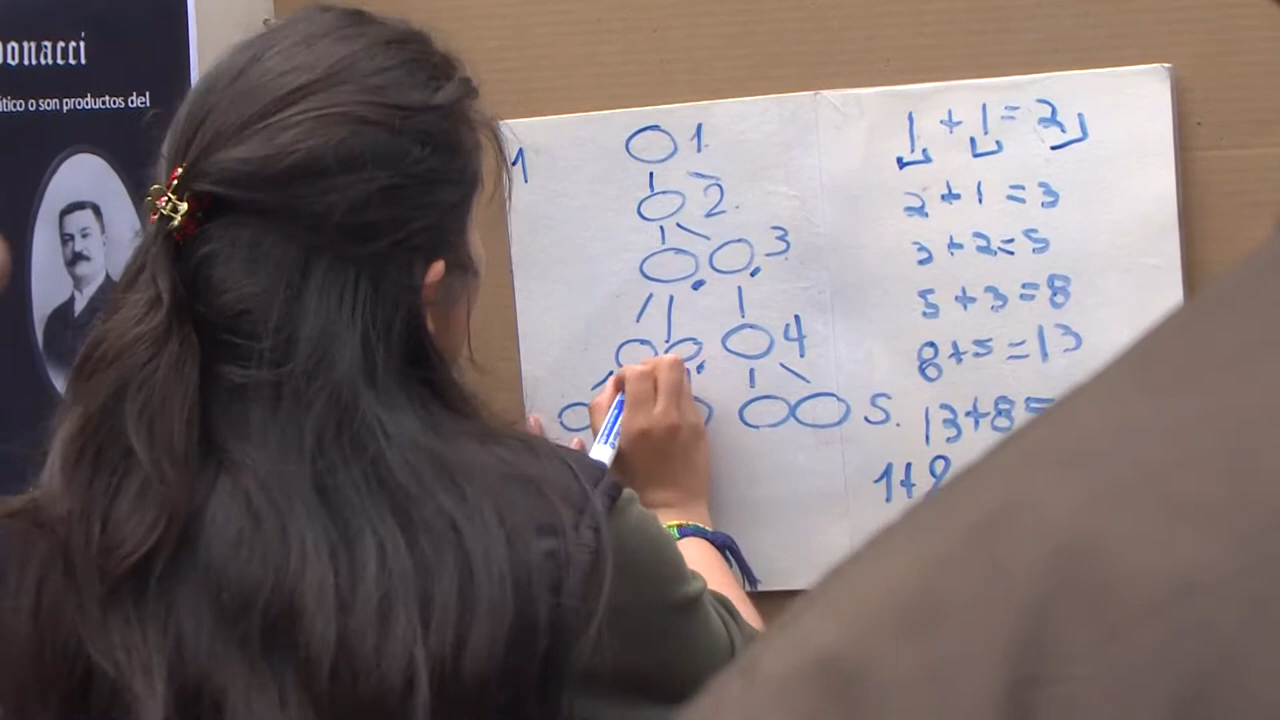 onacci
ítico o son productos del
1
1.
2.
3
4
5.
1 + 1 = 2
2 + 1 = 3
3 + 2 = 5
5 + 3 = 8
8 + 5 = 13
13 + 8 =
1 +